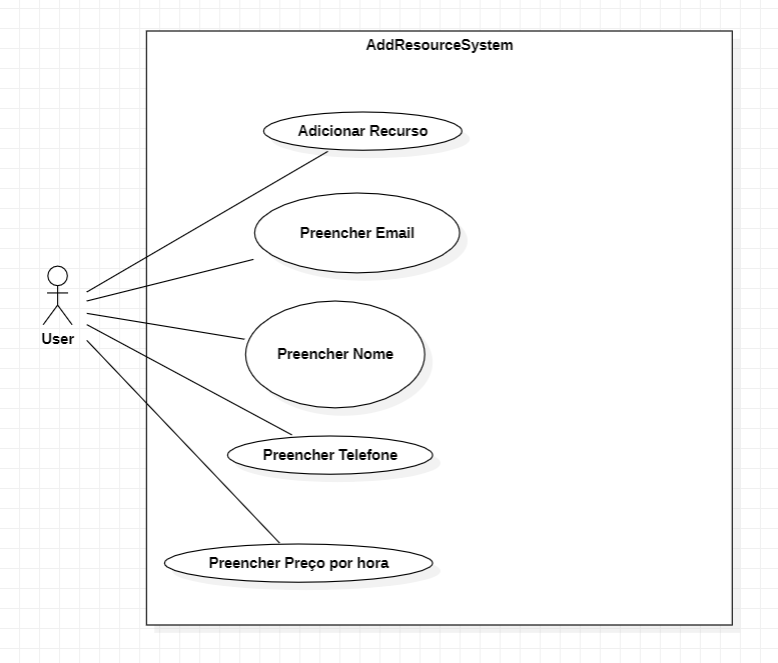 AddResourceSystem
Adicionar Recurso
Preencher Email
User
Preencher Nome
Preencher Telefone
Preencher Preço por hora